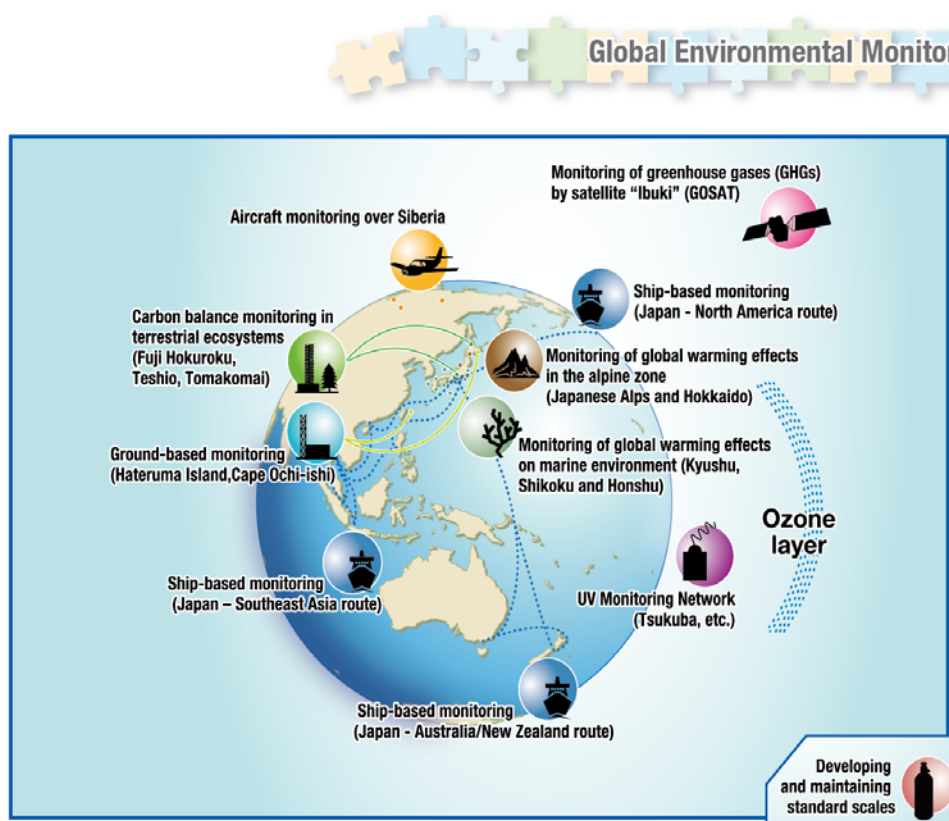 Global Environmental Monitor
Monitoring of greenhouse gases (GHGs)
by satellite “Ibuki” (GOSAT)
Aircraft monitoring over Siberia
Ship-based monitoring
(Japan - North America route)
Carbon balance monitoring in
terrestrial ecosystems
(Fuji Hokuroku,
Teshio, Tomakomai)
Monitoring of global warming effects
in the alpine zone
(Japanese Alps and Hokkaido)
Ground-based monitoring
(Hateruma Island,Cape Ochi-ishi)
Monitoring of global warming effects
on marine environment (Kyushu,
Shikoku and Honshu)
Ozone
layer
Ship-based monitoring
(Japan – Southeast Asia route)
UV Monitoring Network
(Tsukuba, etc.)
Ship-based monitoring
(Japan - Australia/New Zealand route)
Developing
and maintaining
standard scales